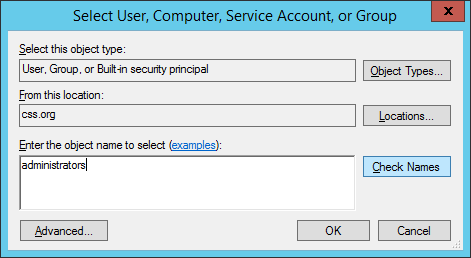 Select User, Computer, Service Account, or Group
x
Select this object type:
User, Group, or Built-in security principal
Object Types...
From this location:
css.org
Locations...
Enter the object name to select (examples):
administrators
Check Names
Advanced...
OK
Cancel